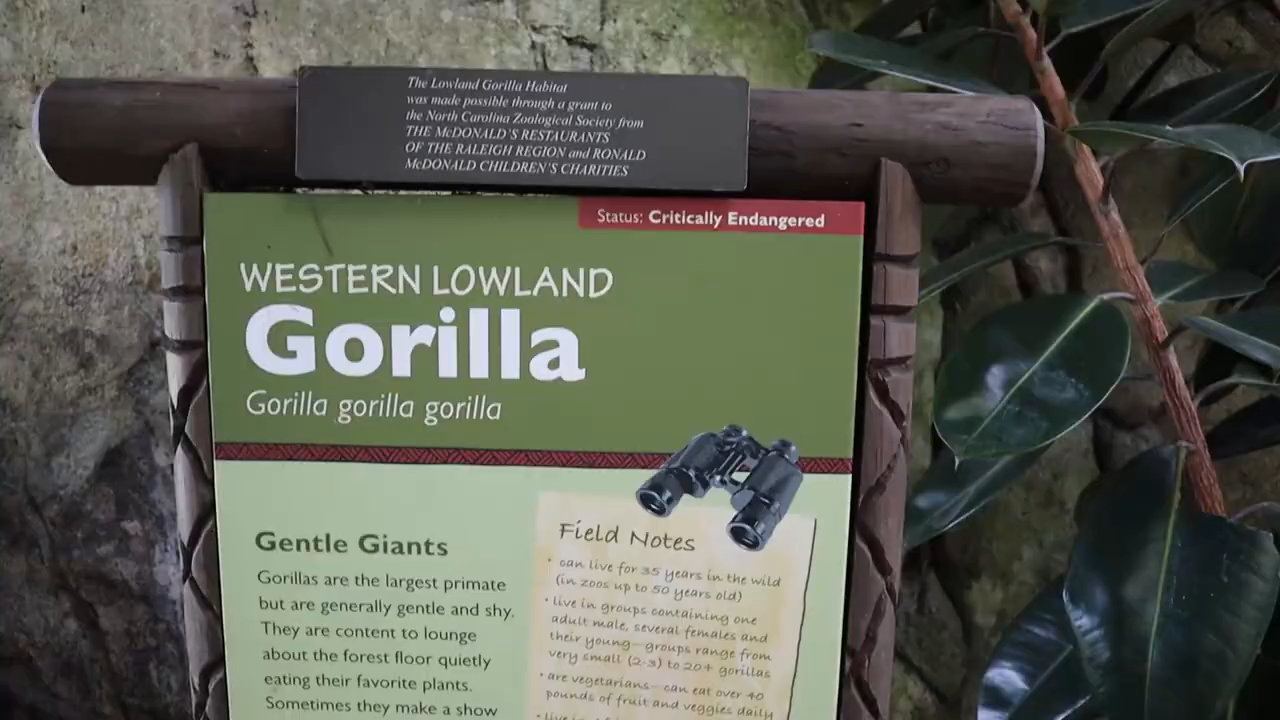 The Lowland Gorilla Habitat
was made possible through a grant to
the North Carolina Zoological Society from
THE McDONALD'S RESTAURANTS
OF THE RALEIGH REGION and RONALD
McDONALD CHILDREN'S CHARITIES
Status: Critically Endangered
WESTERN LOWLAND
Gorilla
Gorilla gorilla gorilla
Gentle Giants
Gorillas are the largest primate
but are generally gentle and shy.
They are content to lounge
about the forest floor quietly
eating their favorite plants.
Sometimes they make a show
Field Notes
• can live for 35 years in the wild
(in zoos up to 50 years old)
• live in groups containing one
adult male, several females and
their young—groups range from
very small (2-3) to 20+ gorillas
• are vegetarians—can eat over 40
pounds of fruit and veggies daily